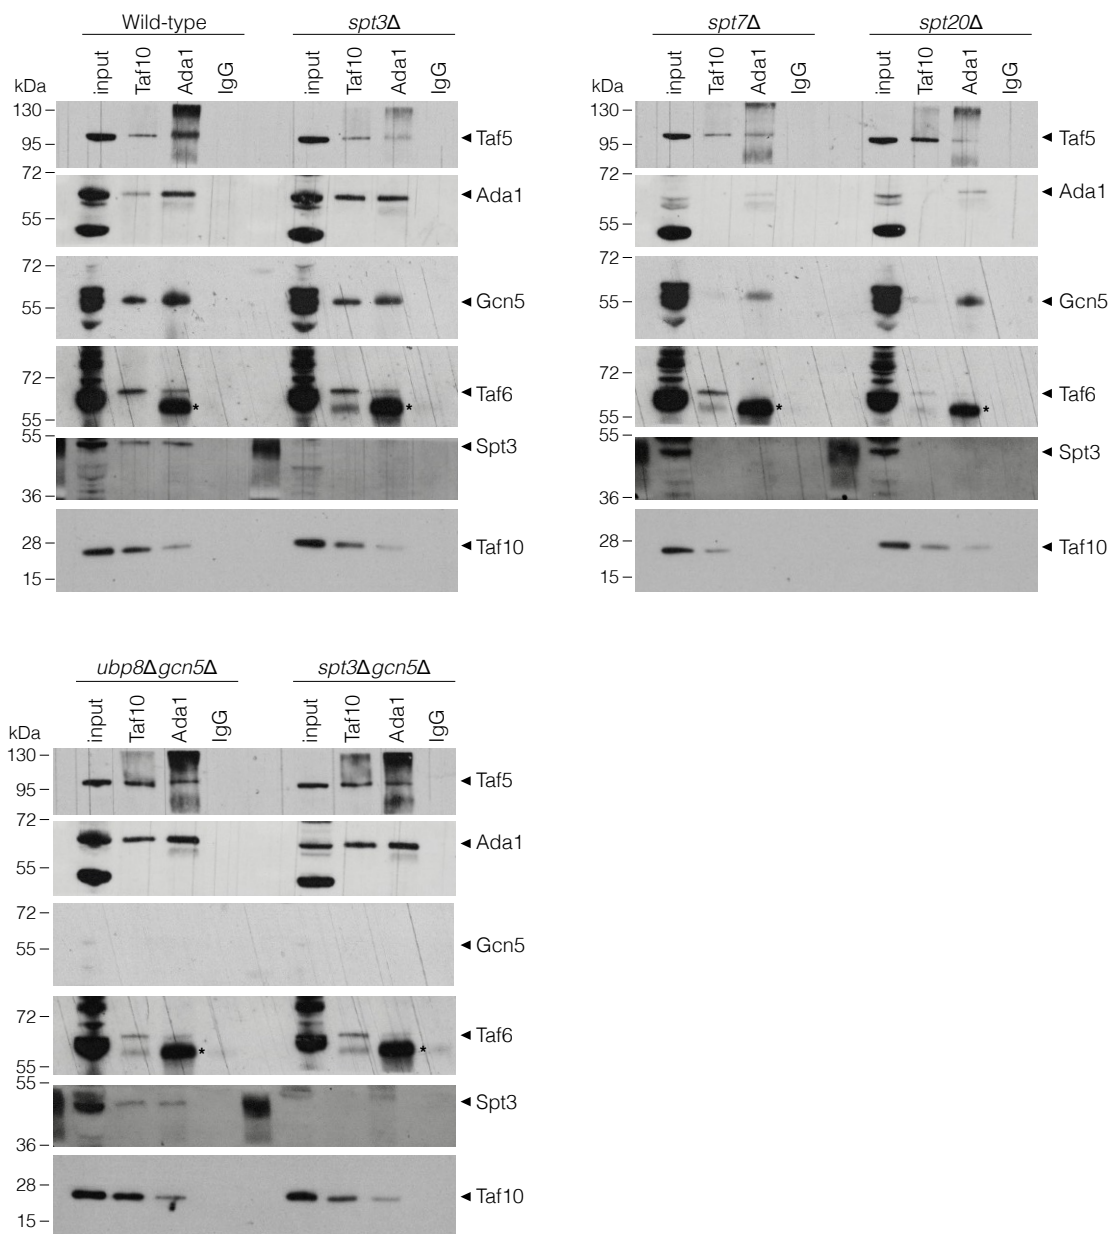 Wild-type spt3Δ
input Taf10 Ada1 IgG input Taf10 Ada1 IgG
kDa
130
95
◄ Taf5
72
55
◄ Ada1
72
55
◄ Gcn5
72
55
*
*
◄ Taf6
55
36
◄ Spt3
28
15
◄ Taf10
spt7Δ spt20Δ
input Taf10 Ada1 IgG input Taf10 Ada1 IgG
kDa
130
95
◄ Taf5
72
55
◄ Ada1
72
55
◄ Gcn5
72
55
*
*
◄ Taf6
55
36
◄ Spt3
28
15
◄ Taf10
ubp8Δgcn5Δ spt3Δgcn5Δ
input Taf10 Ada1 IgG input Taf10 Ada1 IgG
kDa
130
95
◄ Taf5
72
55
◄ Ada1
72
55
◄ Gcn5
72
55
*
*
◄ Taf6
55
36
◄ Spt3
28
15
◄ Taf10